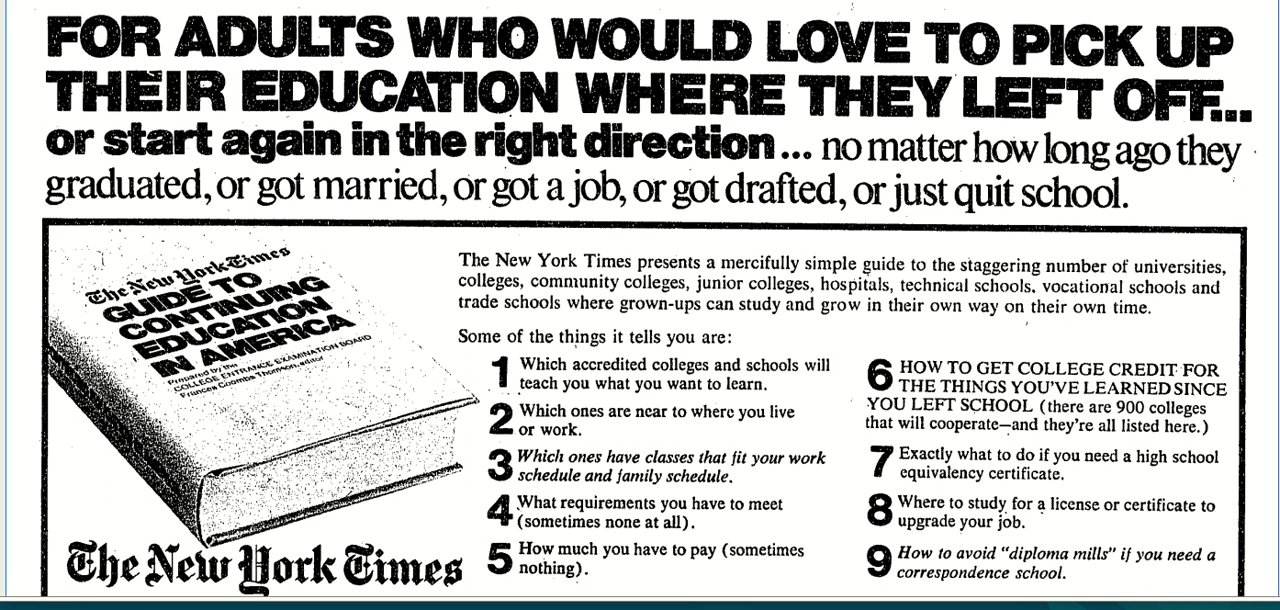 FOR ADULTS WHO WOULD LOVE TO PICK UP
THEIR EDUCATION WHERE THEY LEFT OFF...
or start again in the right direction... no matter how long ago they
graduated, or got married, or got a job, or got drafted, or just quit school.
The New York Times
GUIDE TO
CONTINUING
EDUCATION
IN AMERICA
Prepared by the
COLLEGE ENTRANCE EXAMINATION BOARD
Frances Coombs Thomson, editor
The New York Times
The New York Times presents a mercifully simple guide to the staggering number of universities,
colleges, community colleges, junior colleges, hospitals, technical schools, vocational schools and
trade schools where grown-ups can study and grow in their own way on their own time.
Some of the things it tells you are:
1 Which accredited colleges and schools will
teach you what you want to learn.
2 Which ones are near to where you live
or work.
3 Which ones have classes that fit your work
schedule and family schedule.
4 What requirements you have to meet
(sometimes none at all).
5 How much you have to pay (sometimes
nothing).
6 HOW TO GET COLLEGE CREDIT FOR
THE THINGS YOU'VE LEARNED SINCE
YOU LEFT SCHOOL (there are 900 colleges
that will cooperate—and they're all listed here.)
7 Exactly what to do if you need a high school
equivalency certificate.
8 Where to study for a license or certificate to
upgrade your job.
9 How to avoid "diploma mills" if you need a
correspondence school.